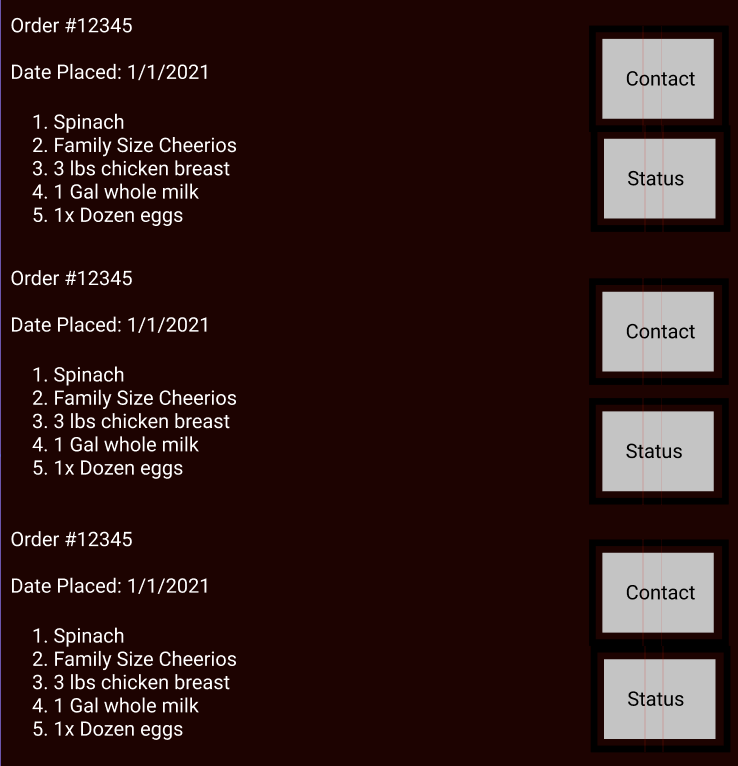 Order #12345
Contact
Date Placed: 1/1/2021
1. Spinach
2. Family Size Cheerios
3. 3 lbs chicken breast
4. 1 Gal whole milk
5. 1x Dozen eggs
Status
Order #12345
Contact
Date Placed: 1/1/2021
1. Spinach
2. Family Size Cheerios
3. 3 lbs chicken breast
4. 1 Gal whole milk
5. 1x Dozen eggs
Status
Order #12345
Contact
Date Placed: 1/1/2021
1. Spinach
2. Family Size Cheerios
3. 3 lbs chicken breast
4. 1 Gal whole milk
5. 1x Dozen eggs
Status